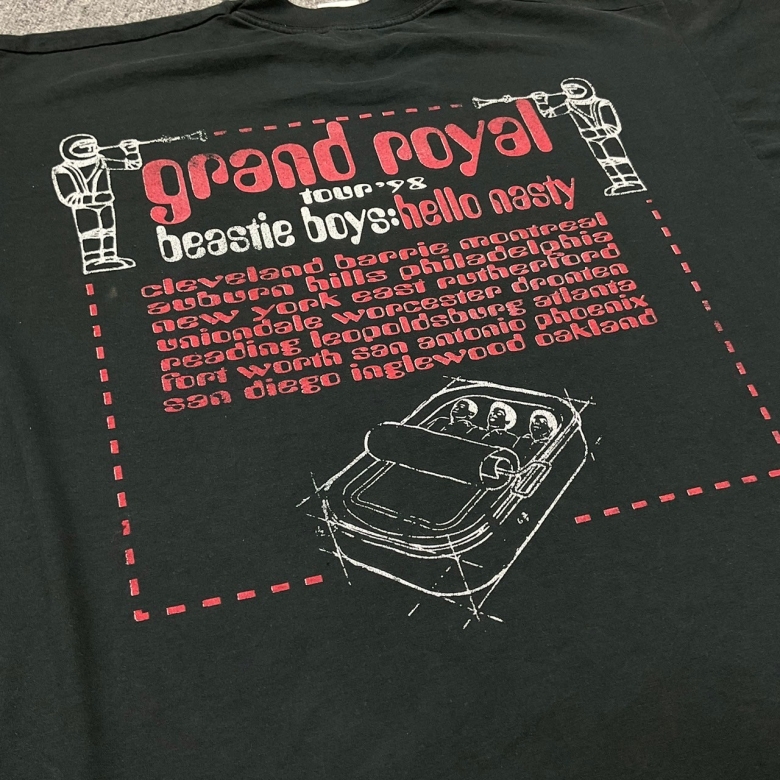 grand royal
tour '98
beastie boys:hello nasty
cleveland barrie montreal
auburn hills philadelphia
new york east rutherford
uniondale worcester dronten
reading leopoldsburg atlanta
fort worth san antonio phoenix
san diego inglewood oakland